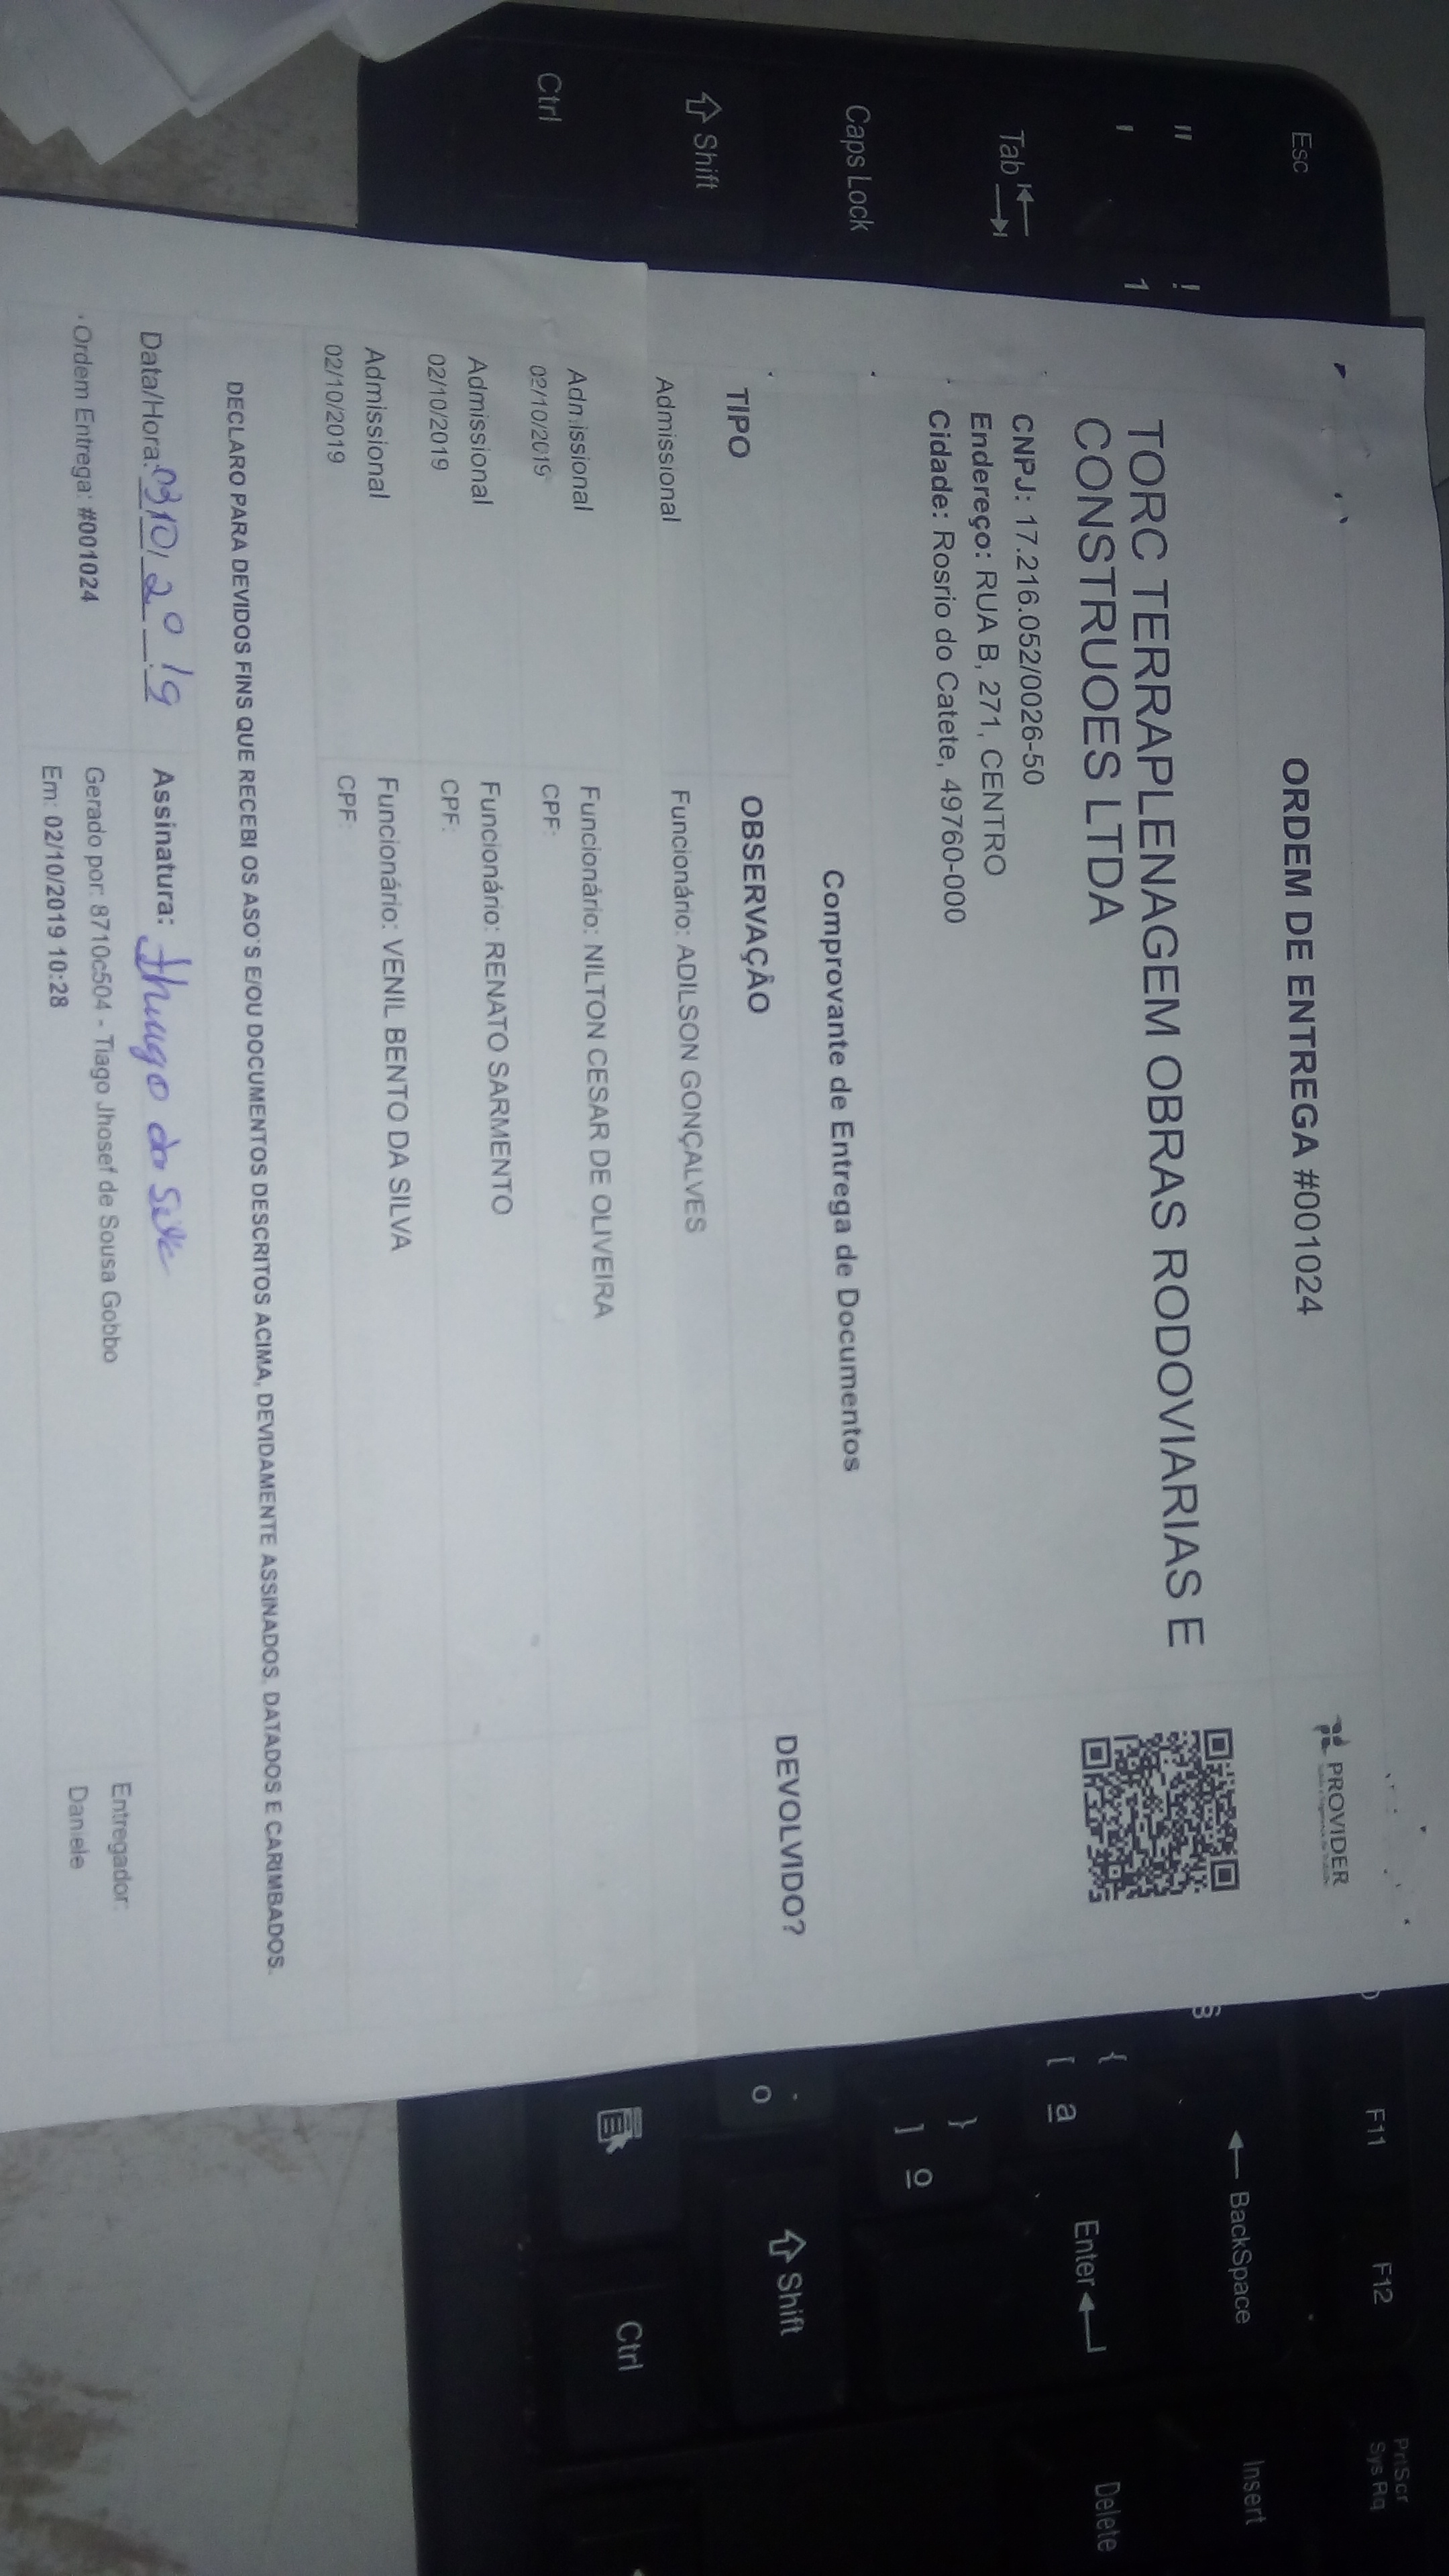 ORDEM DE ENTREGA #001024
PROVIDER
TORC TERRAPLENAGEM OBRAS RODOVIARIAS E
CONSTRUOES LTDA
CNPJ: 17.216.052/0026-50
Endereço: RUA B, 271, CENTRO
Cidade: Rosrio do Catete, 49760-000
Comprovante de Entrega de Documentos
TIPO OBSERVAÇÃO DEVOLVIDO?
Admissional Funcionário: ADILSON GONÇALVES
Admissional Funcionário: NILTON CESAR DE OLIVEIRA
02/10/2019 CPF:
Admissional Funcionário: RENATO SARMENTO
02/10/2019 CPF:
Admissional Funcionário: VENIL BENTO DA SILVA
02/10/2019 CPF:
DECLARO PARA DEVIDOS FINS QUE RECEBI OS ASO'S E/OU DOCUMENTOS DESCRITOS ACIMA, DEVIDAMENTE ASSINADOS, DATADOS E CARIMBADOS.
Data/Hora: 03/10/2019 Assinatura: Jhuugo da Silv
Ordem Entrega: #001024
Gerado por: 8710c504 - Tiago Jhosef de Sousa Gobbo
Em: 02/10/2019 10:28
Entregador:
Daniele
Esc
"
'
!
1
Tab
Caps Lock
Shift
Ctrl
F11
F12
PrtScr
Sys Rq
BackSpace
Insert
{
[ a
}
] o
Enter
Delete
Shift
Ctrl